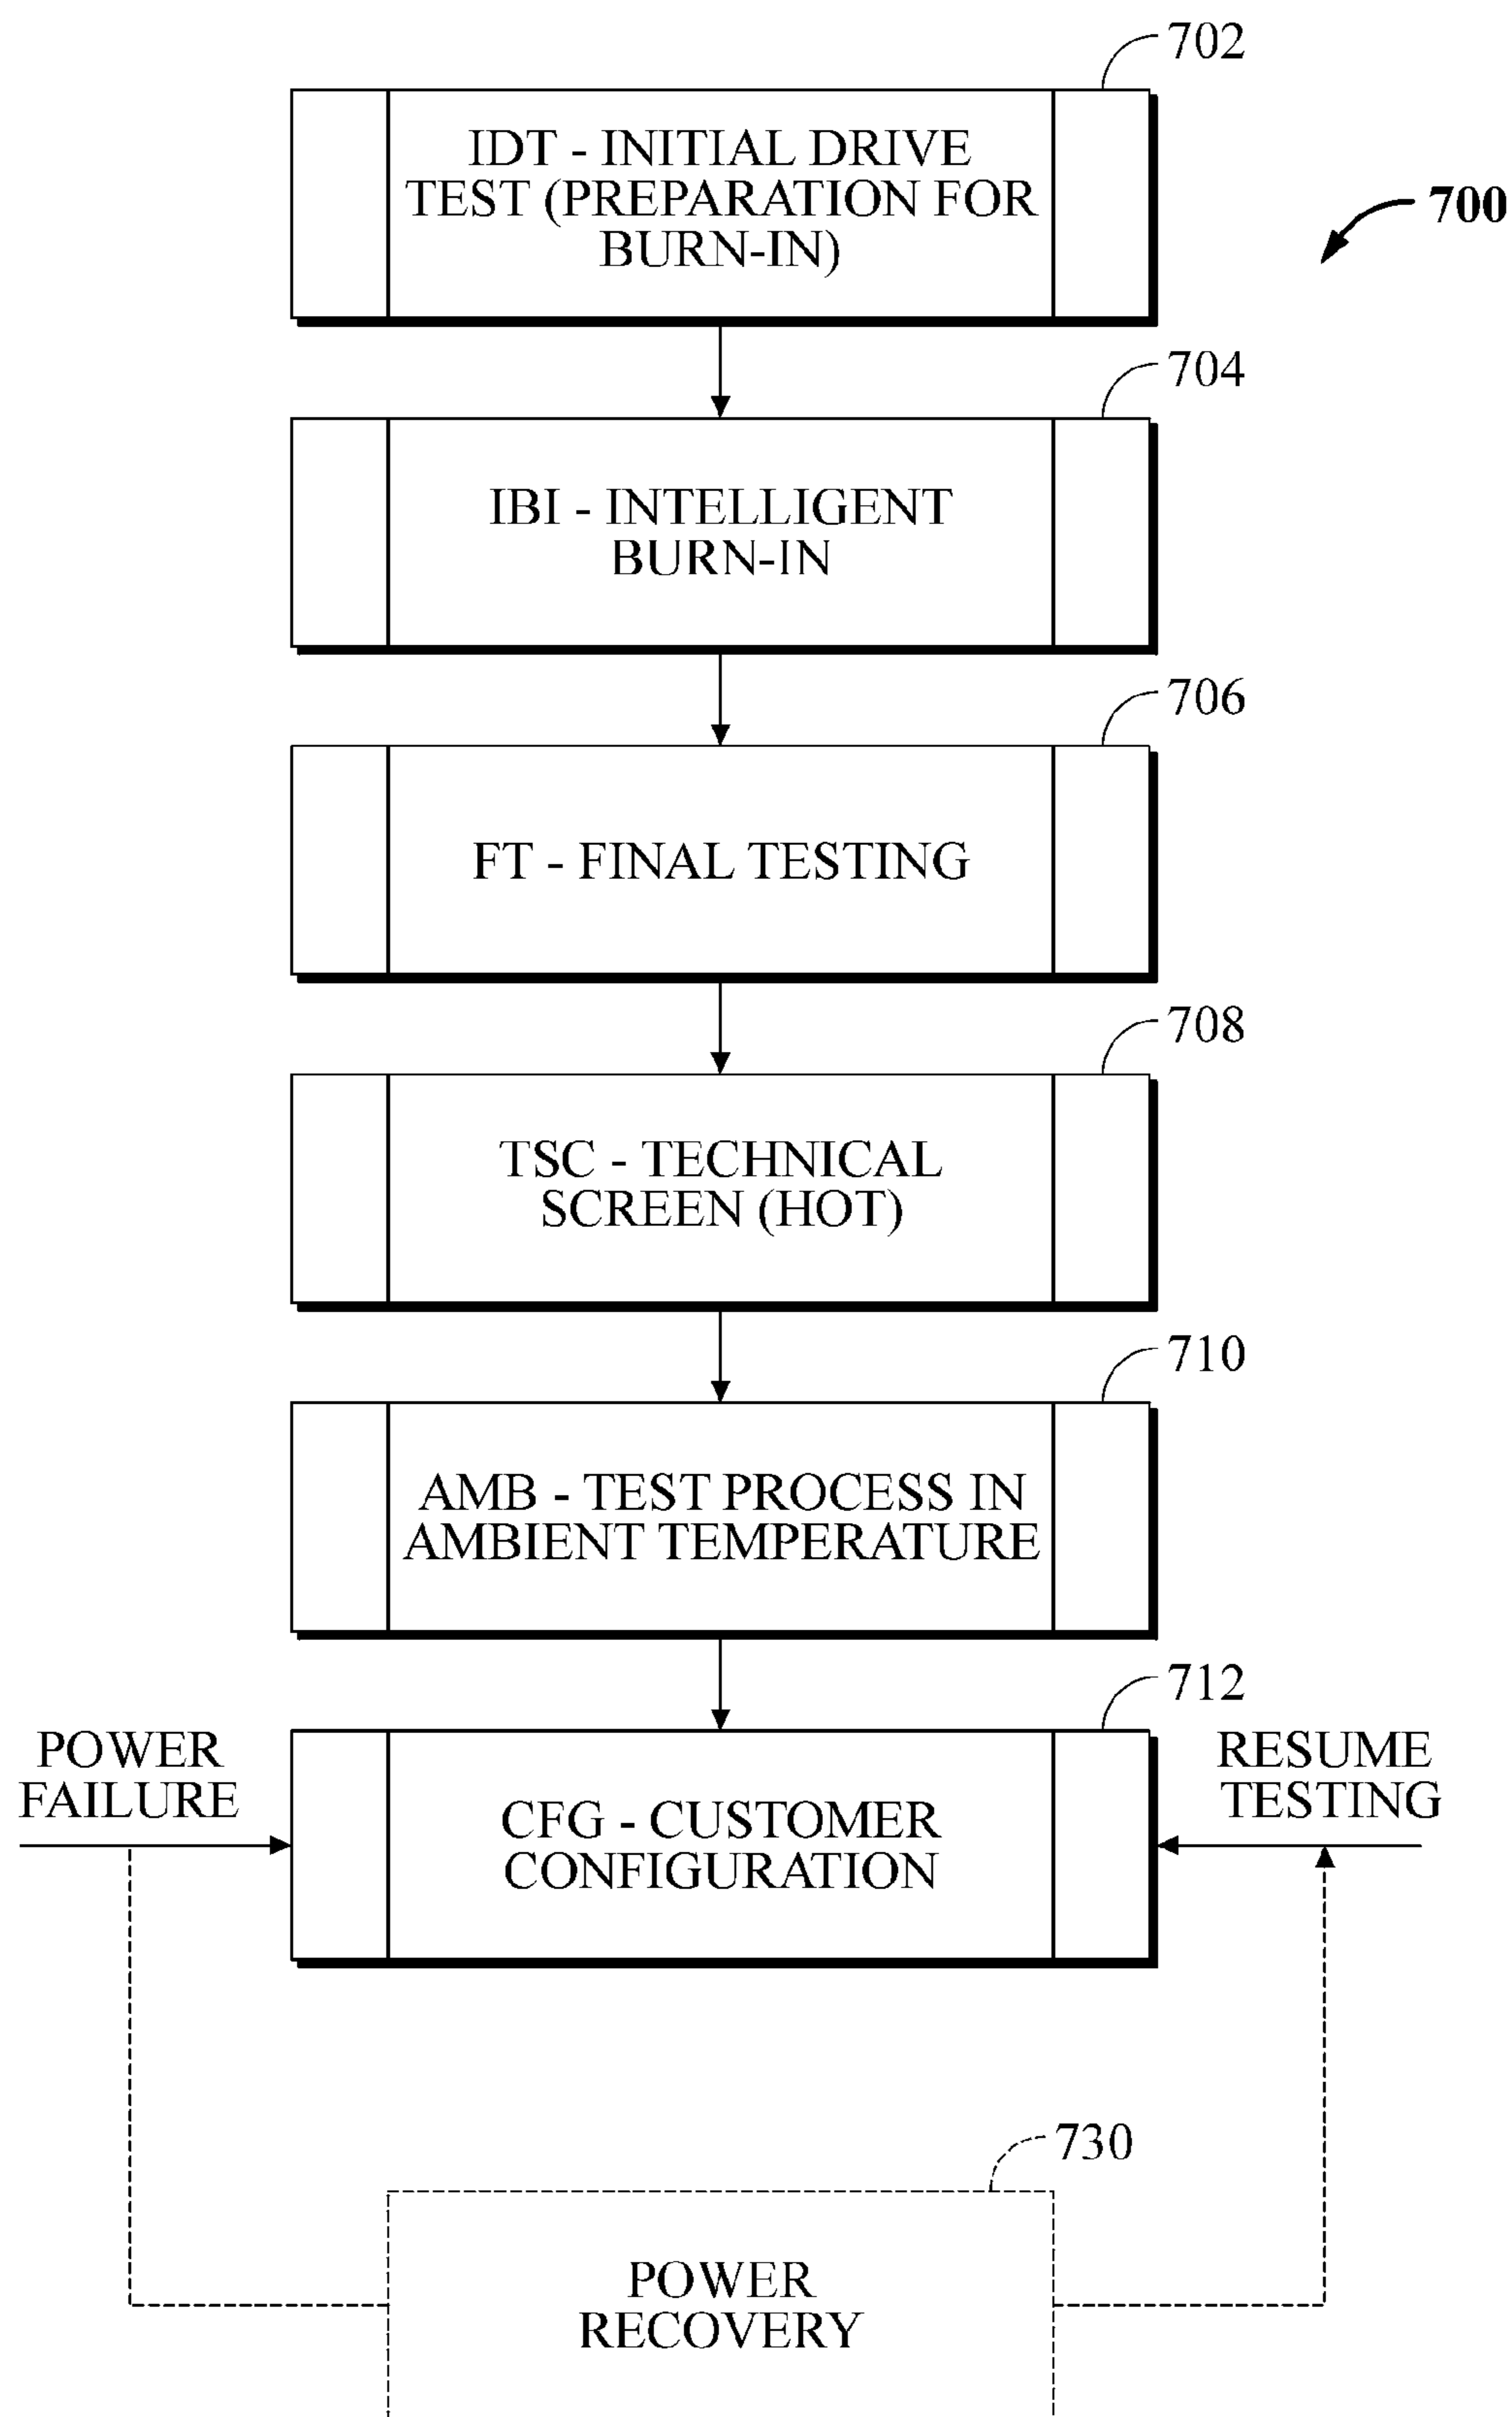 702
IDT - INITIAL DRIVE
TEST (PREPARATION FOR
BURN-IN)
700
704
IBI - INTELLIGENT
BURN-IN
706
FT - FINAL TESTING
708
TSC - TECHNICAL
SCREEN (HOT)
710
AMB - TEST PROCESS IN
AMBIENT TEMPERATURE
712
POWER
FAILURE
CFG - CUSTOMER
CONFIGURATION
RESUME
TESTING
730
POWER
RECOVERY